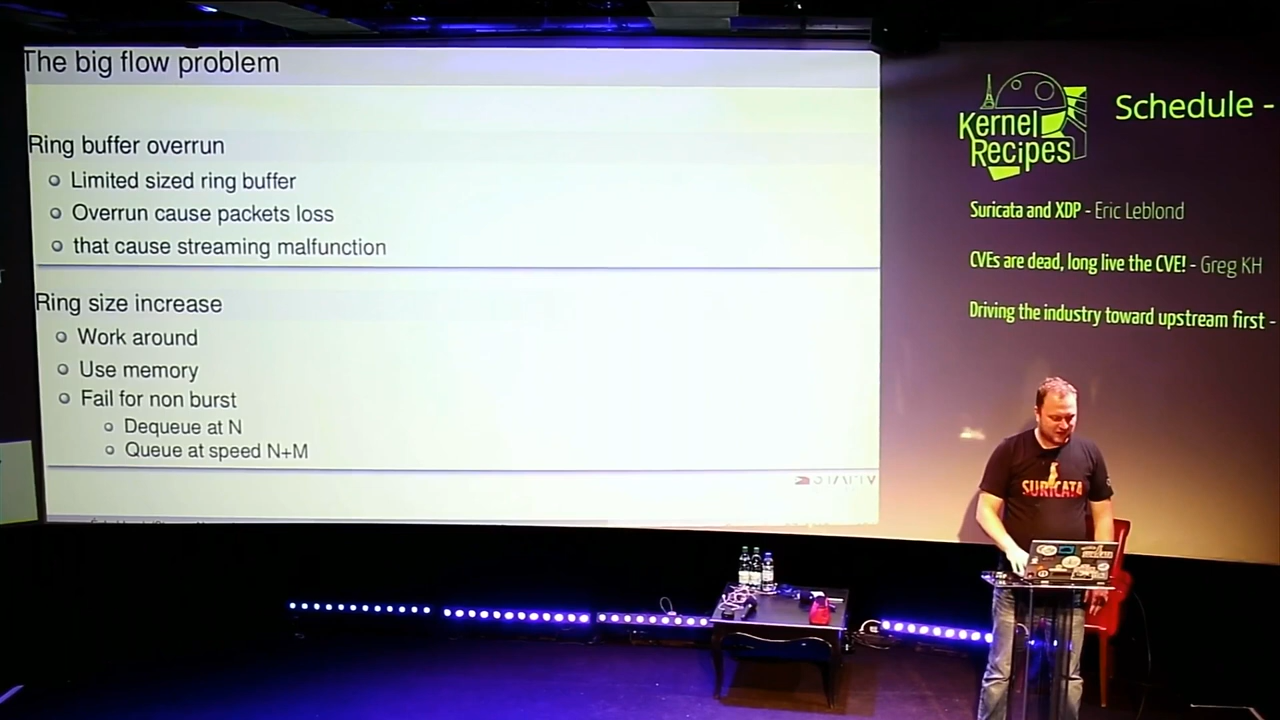 The big flow problem
Ring buffer overrun
Limited sized ring buffer
Overrun cause packets loss
that cause streaming malfunction
Ring size increase
Work around
Use memory
Fail for non burst
Dequeue at N
Queue at speed N+M
Kernel
Recipes
Schedule -
Suricata and XDP - Eric Leblond
CVEs are dead, long live the CVE! - Greg KH
Driving the industry toward upstream first -
SURICATA